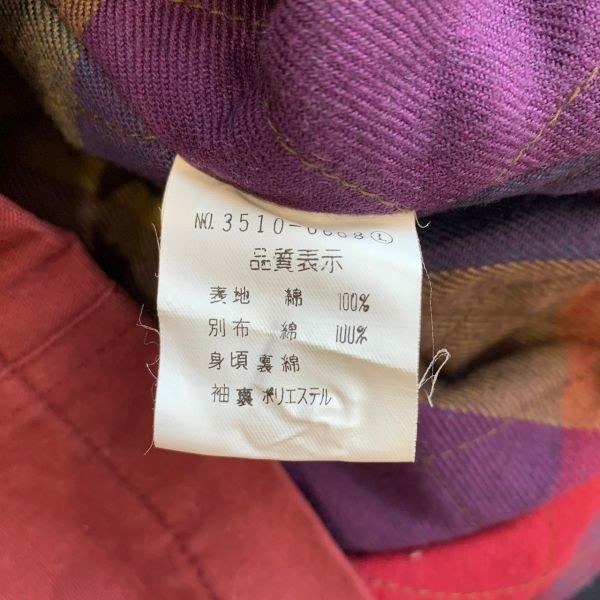 NO. 3510-0068 Ⓛ
品質表示
表地 綿 100%
別布 綿 100%
身頃裏綿
袖裏ポリエステル